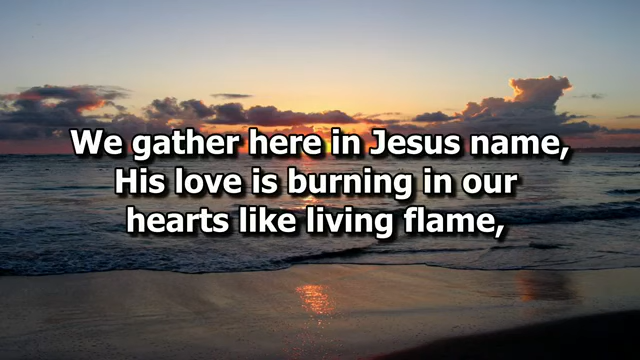 We gather here in Jesus name,
His love is burning in our
hearts like living flame,